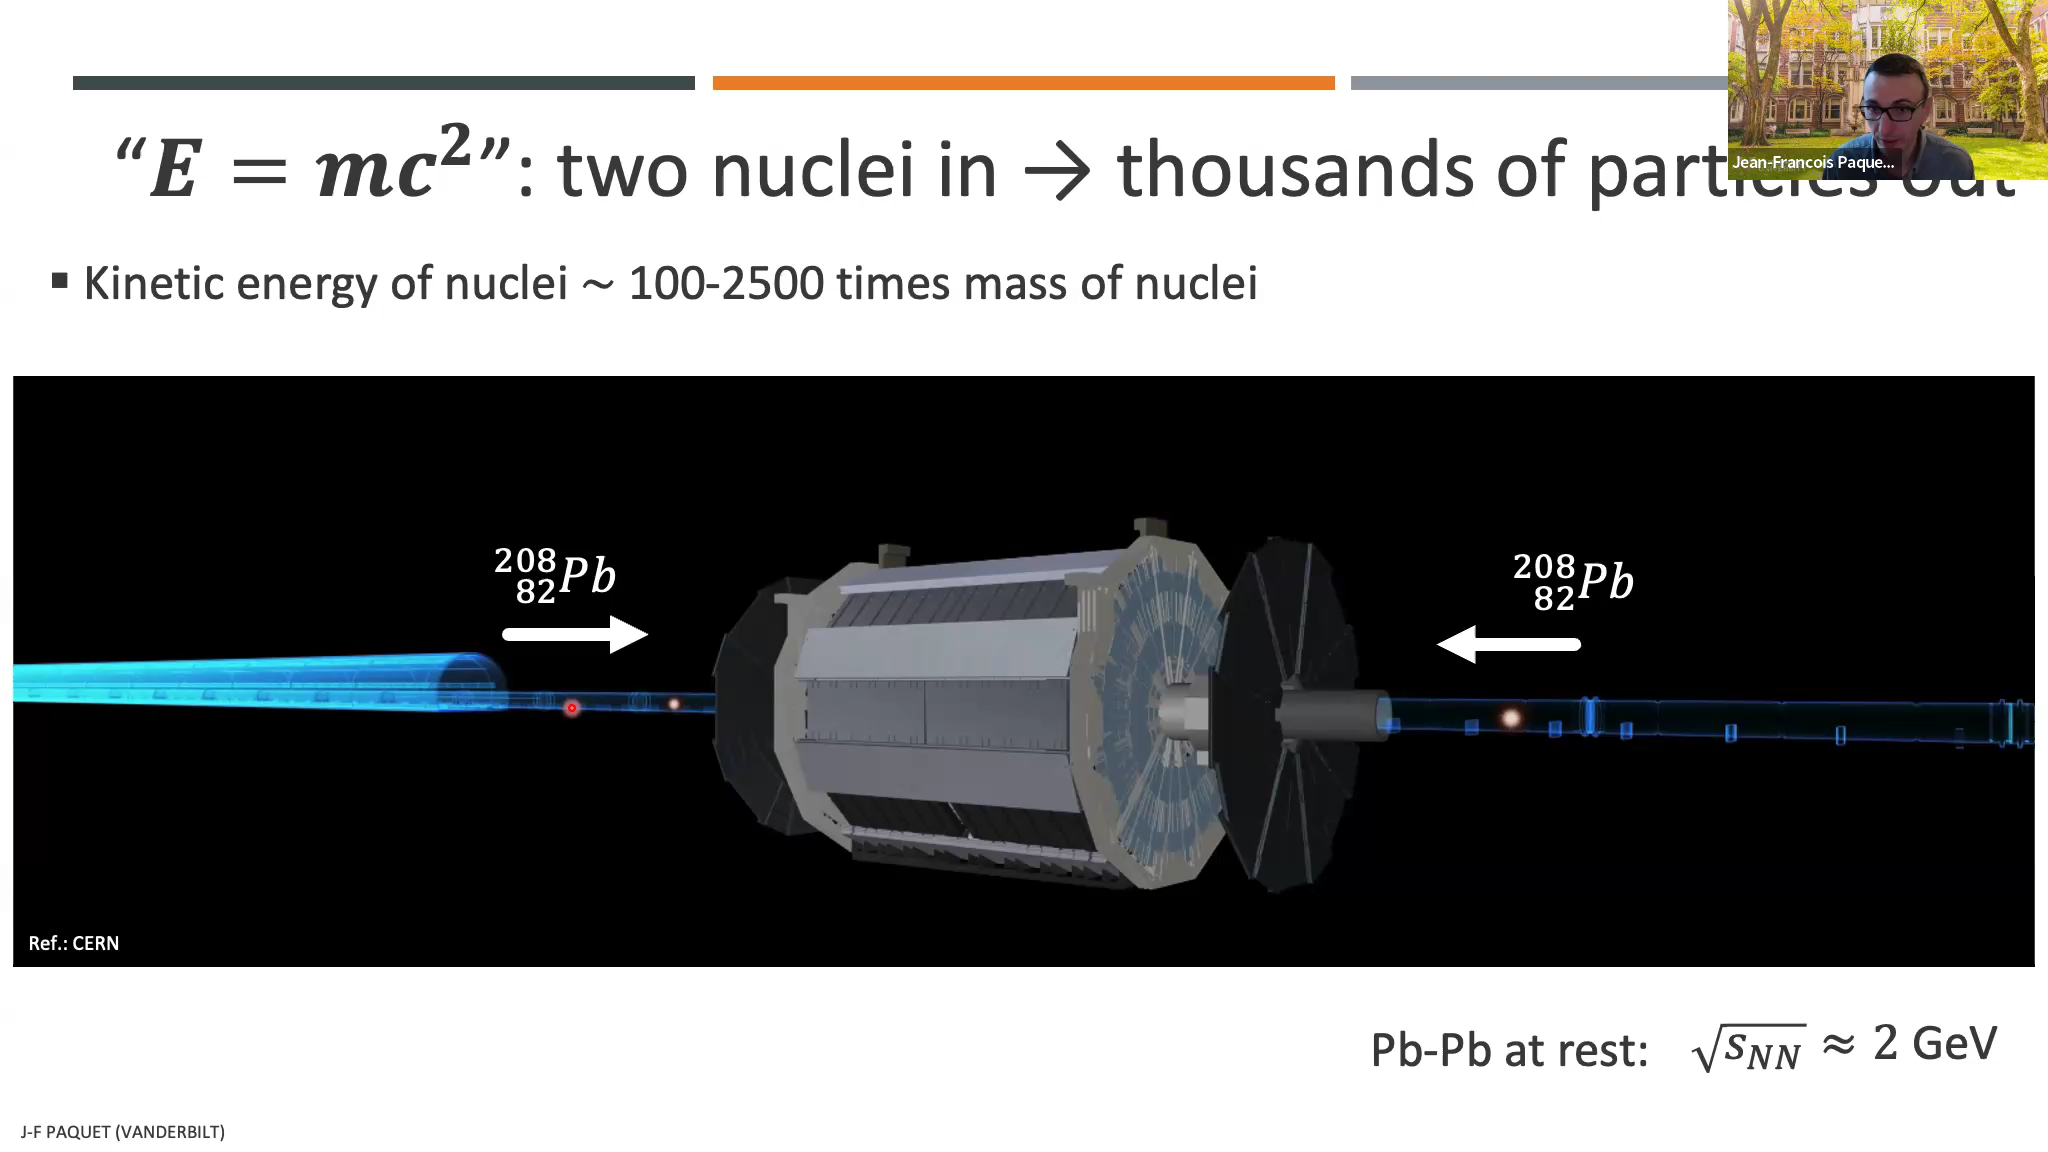 “E = mc²”: two nuclei in → thousands of particles out
Jean-Francois Paque...
▪ Kinetic energy of nuclei ~ 100-2500 times mass of nuclei
²⁰⁸₈₂Pb
²⁰⁸₈₂Pb
Ref.: CERN
Pb-Pb at rest: √s_NN ≈ 2 GeV
J-F PAQUET (VANDERBILT)